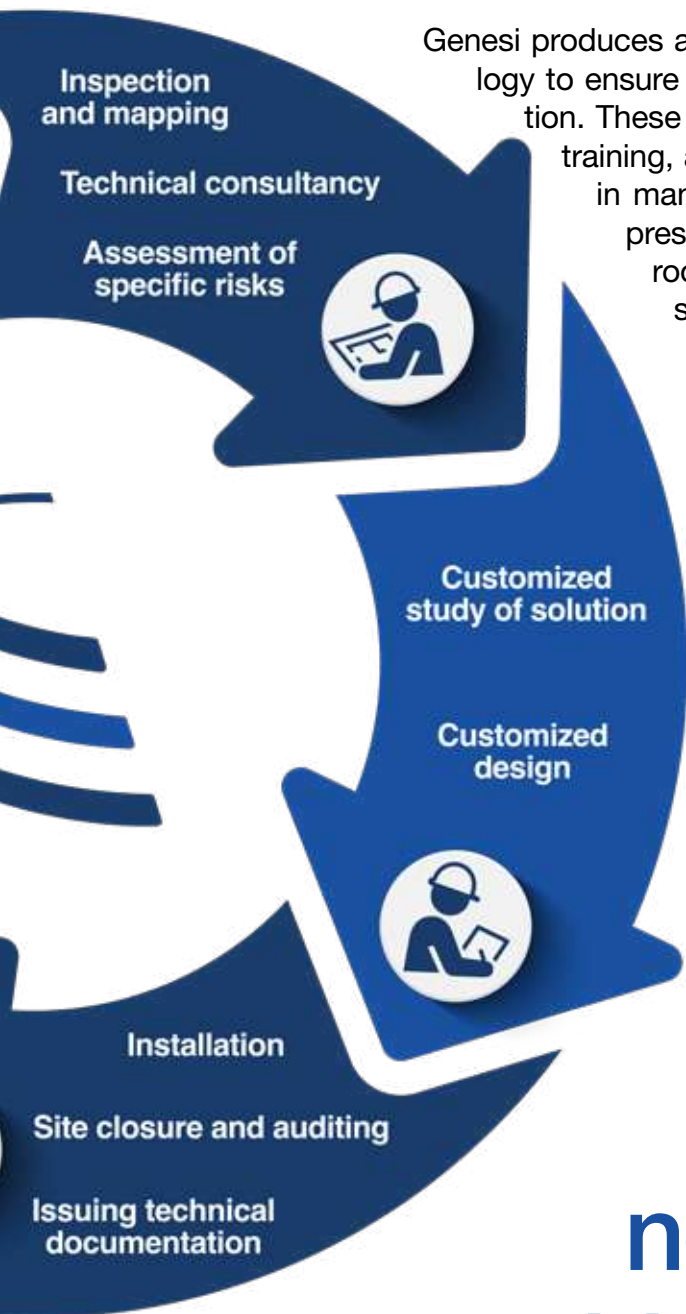 Genesi produces a
logy to ensure
tion. These
training, a
in man
pres
roo
s
Inspection
and mapping
Technical consultancy
Assessment of
specific risks
Customized
study of solution
Customized
design
Installation
Site closure and auditing
Issuing technical
documentation
n